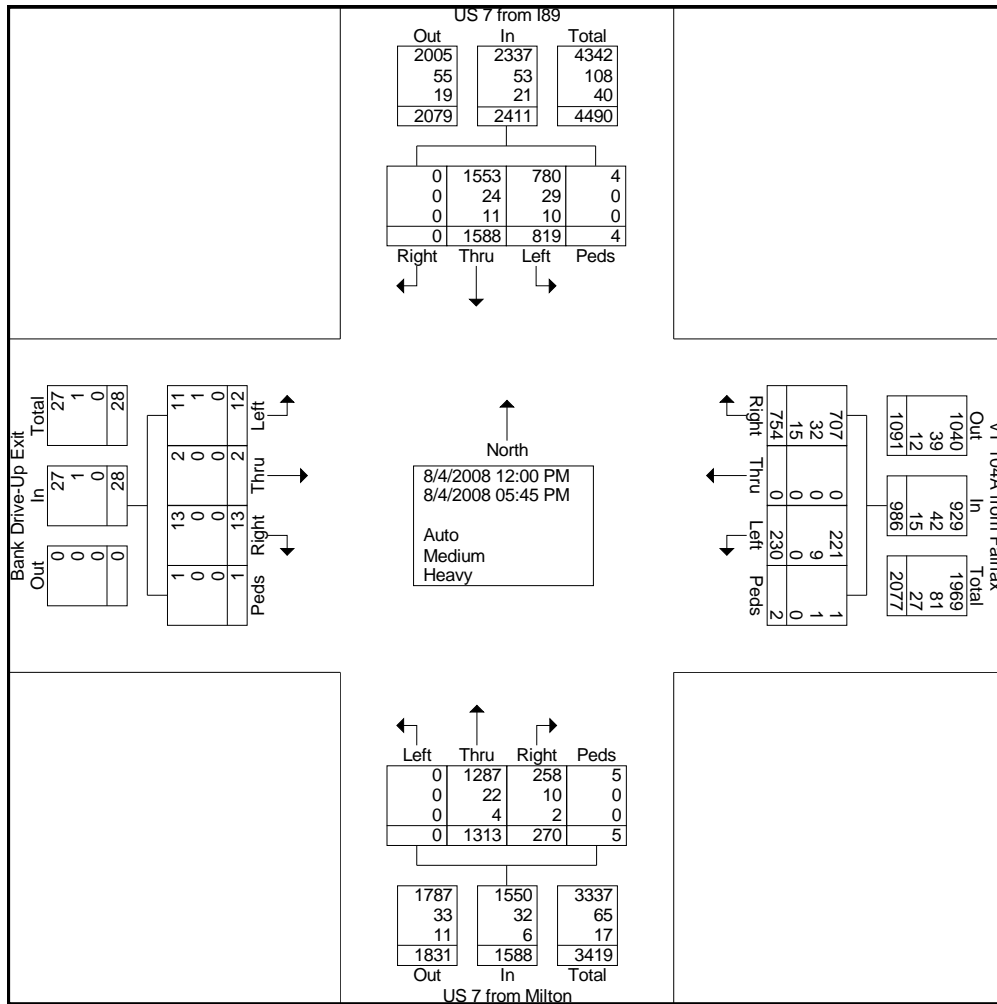 US 7 from I89
Out In Total
2005 2337 4342
55 53 108
19 21 40
2079 2411 4490
0 1553 780 4
0 24 29 0
0 11 10 0
0 1588 819 4
Right Thru Left Peds
Bank Drive-Up Exit
Total In Out
27 27 0
1 1 0
0 0 0
28 28 0
11 2 13 1
1 0 0 0
0 0 0 0
12 2 13 1
Left Thru Right Peds
North
8/4/2008 12:00 PM
8/4/2008 05:45 PM
Auto
Medium
Heavy
Right Thru Left Peds
707 0 221 1
32 0 9 1
15 0 0 0
754 0 230 2
VT 104A from Fairfax
Out In Total
1040 929 1969
39 42 81
12 15 27
1091 986 2077
Left Thru Right Peds
0 1287 258 5
0 22 10 0
0 4 2 0
0 1313 270 5
1787 1550 3337
33 32 65
11 6 17
1831 1588 3419
Out In Total
US 7 from Milton